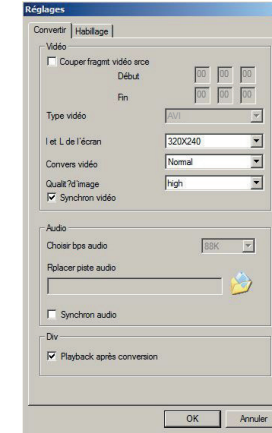 Réglages
Convertir Habillage
Vidéo
Couper fragmt vidéo srce
Début 00 00 00
Fin 00 00 00
Type vidéo AVI
l et L de l'écran 320X240
Convers vidéo Normal
Qualit?d'image high
Synchron vidéo
Audio
Choisir bps audio 88K
Rplacer piste audio
Synchron audio
Div
Playback après conversion
OK Annuler